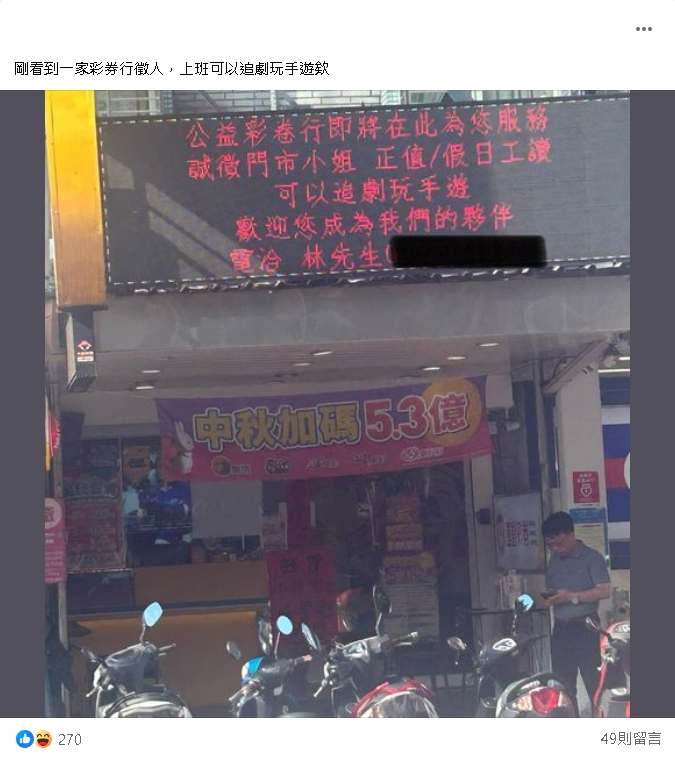 剛看到一家彩券行徵人，上班可以追劇玩手遊欸
公益彩卷行即將在此為您服務
誠徵門市小姐 正值/假日工讀
可以追劇玩手遊
歡迎您成為我們的夥伴
電洽 林先生
中秋加碼5.3億
270
49則留言